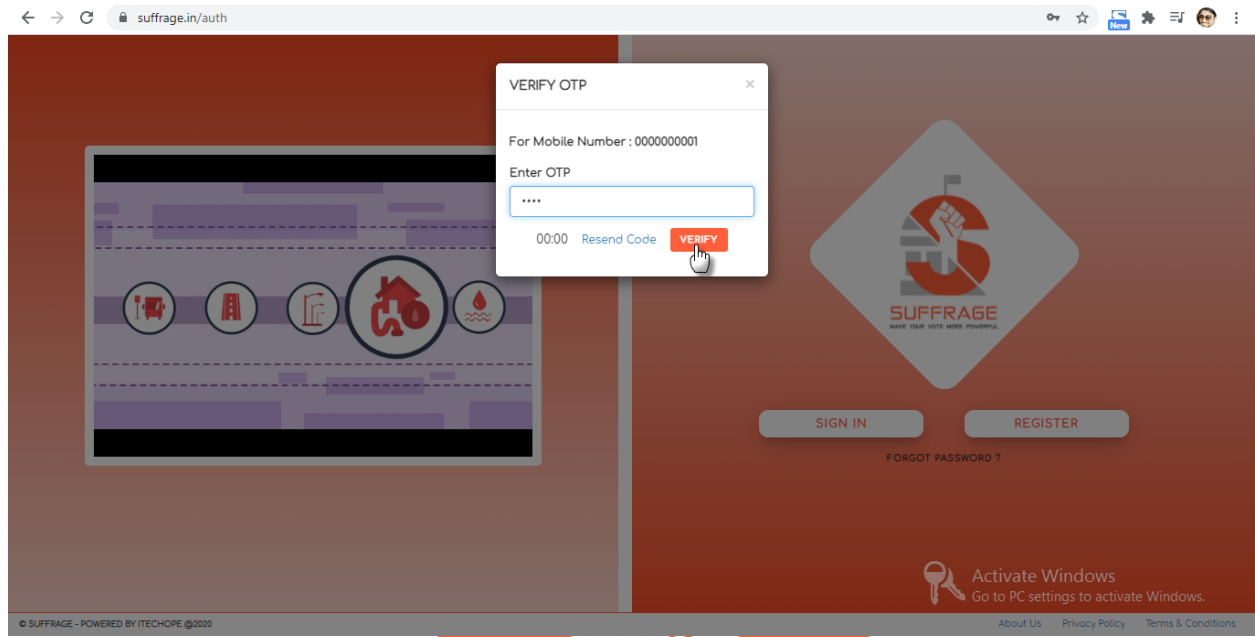 suffrage.in/auth
New
VERIFY OTP
×
For Mobile Number : 0000000001
Enter OTP
••••
00:00 Resend Code VERIFY
SUFFRAGE
MAKE YOUR VOTE MORE POWERFUL
SIGN IN REGISTER
FORGOT PASSWORD ?
Activate Windows
Go to PC settings to activate Windows.
© SUFFRAGE - POWERED BY ITECHOPE @2020 About Us Privacy Policy Terms & Conditions